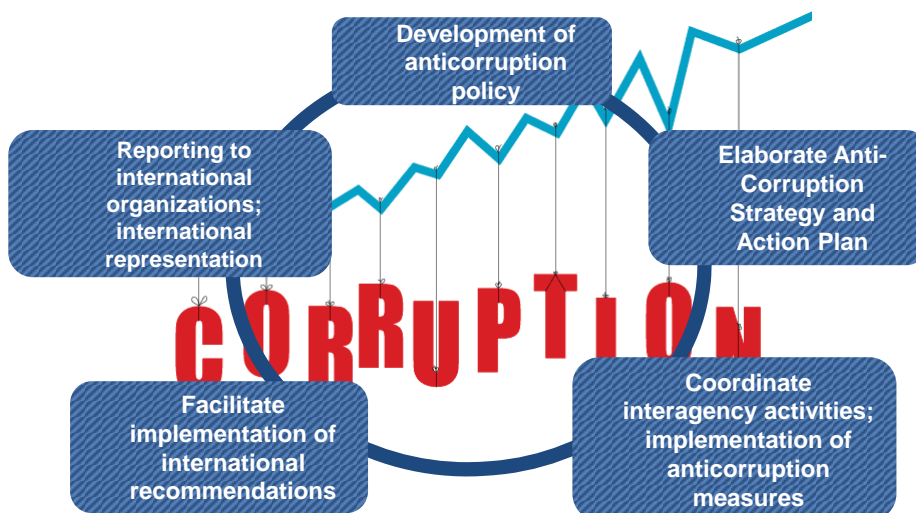 Development of
anticorruption
policy
Reporting to
international
organizations;
international
representation
Elaborate Anti-
Corruption
Strategy and
Action Plan
CORRUPTION
Facilitate
implementation of
international
recommendations
Coordinate
interagency activities;
implementation of
anticorruption
measures